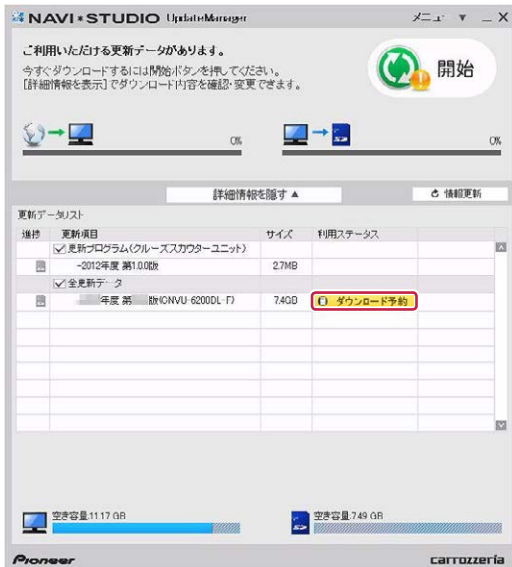 NAVI*STUDIO UpdateManager
メニュー ▼ _ X
ご利用いただける更新データがあります。
今すぐダウンロードするには開始ボタンを押してください。
[詳細情報を表示]でダウンロード内容を確認・変更できます。
開始
0%
0%
詳細情報を隠す ▲
情報更新
更新データリスト
進捗 更新項目 サイズ 利用ステータス
更新プログラム(クルーズスカウターユニット)
-2012年度 第1.0.0版 2.7MB
全更新データ
年度 第 版(CNVU-6200DL-F) 7.4GB ダウンロード予約
空き容量:11.17 GB
空き容量:7.49 GB
Pioneer
carrozzeria